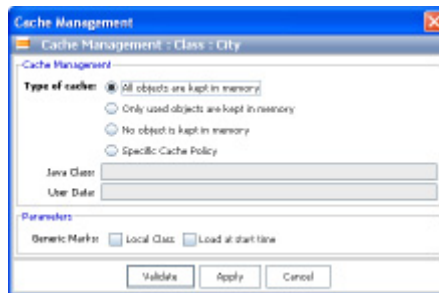 Cache Management
Cache Management : Class : City
Cache Management
Type of cache: All objects are kept in memory
Only used objects are kept in memory
No object is kept in memory
Specific Cache Policy
Java Class:
User Data:
Parameters
Generic Marks: Local Class Load at start time
Validate Apply Cancel